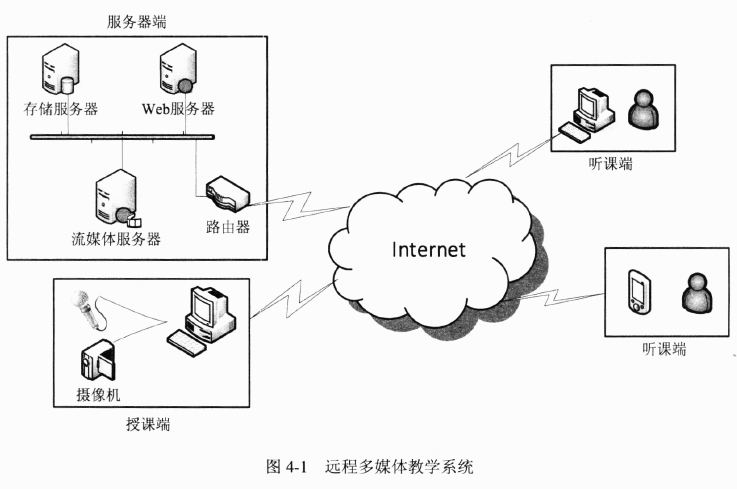 服务器端
存储服务器
Web服务器
流媒体服务器
路由器
Internet
听课端
听课端
摄像机
授课端
图 4-1 远程多媒体教学系统